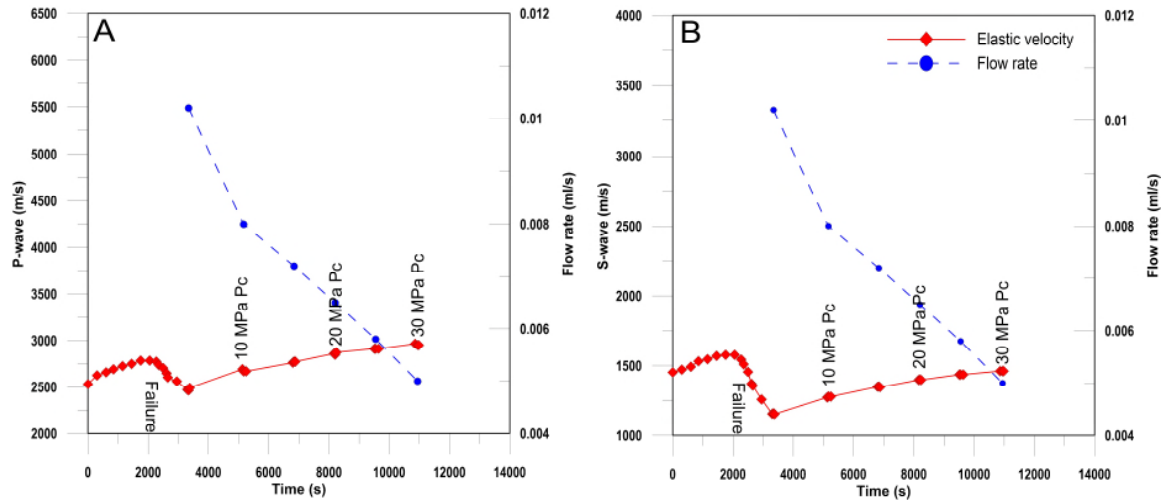 A
6500
6000
5500
5000
4500
4000
3500
3000
2500
2000
P-wave (m/s)
0.012
0.01
0.008
0.006
0.004
Flow rate (ml/s)
Failure
10 MPa Pc
20 MPa Pc
30 MPa Pc
0 2000 4000 6000 8000 10000 12000 14000
Time (s)
B
4000
3500
3000
2500
2000
1500
1000
S-wave (m/s)
Elastic velocity
Flow rate
0.012
0.01
0.008
0.006
0.004
Flow rate (ml/s)
Failure
10 MPa Pc
20 MPa Pc
30 MPa Pc
0 2000 4000 6000 8000 10000 12000 14000
Time (s)